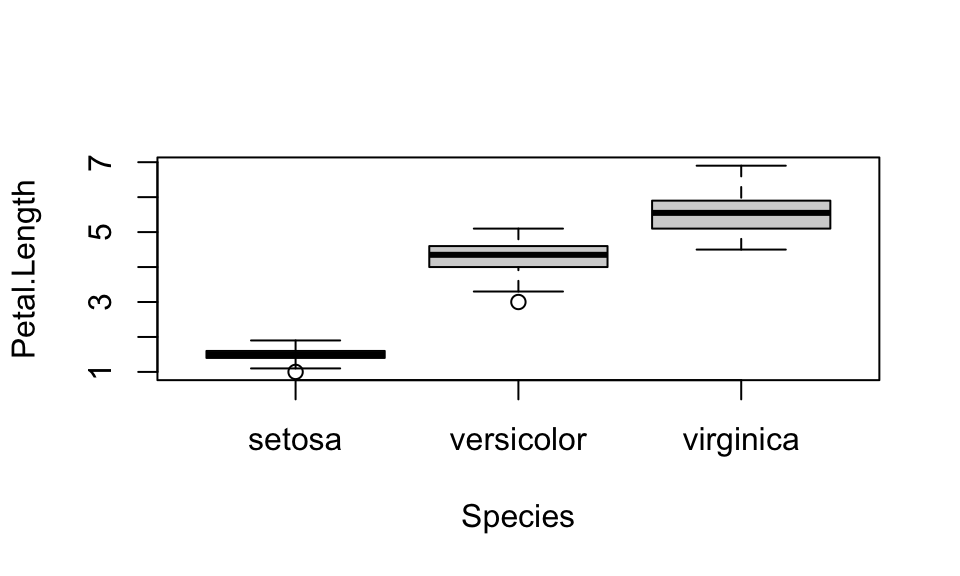 Petal.Length
7
5
3
1
setosa
versicolor
virginica
Species